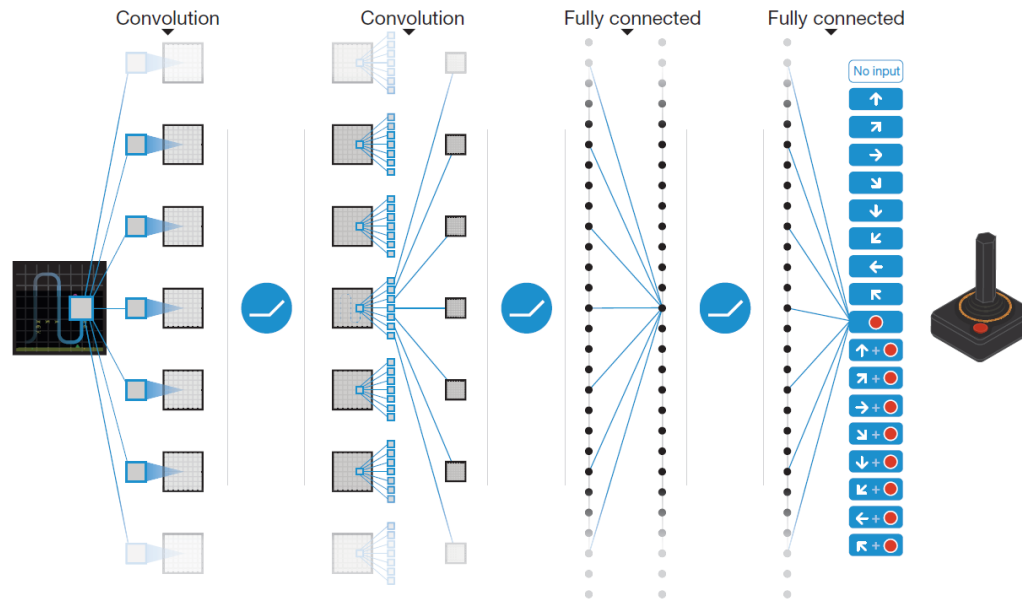 Convolution
Convolution
Fully connected
Fully connected
No input
+
+
+
+
+
+
+
+